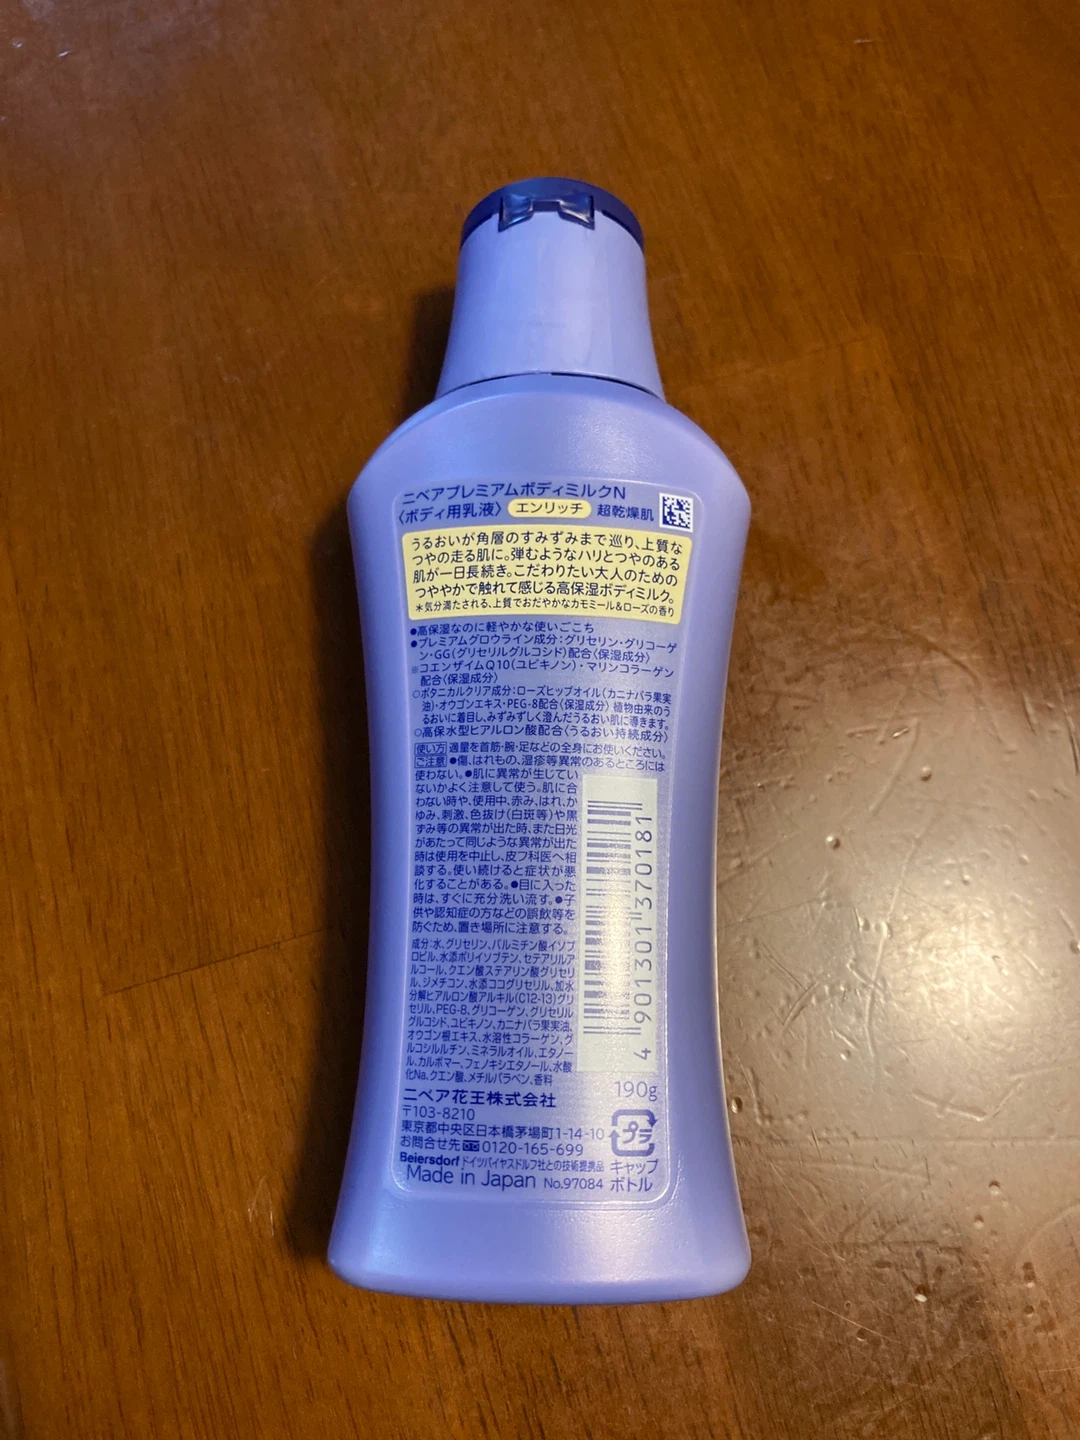 ニベアプレミアムボディミルクN
〈ボディ用乳液〉 エンリッチ 超乾燥肌
うるおいが角層のすみずみまで巡り、上質な
つやの走る肌に。弾むようなハリとつやのある
肌が一日長続き。こだわりたい大人のための
つややかで触れて感じる高保湿ボディミルク。
*気分満たされる、上質でおだやかなカモミール&ローズの香り
●高保湿なのに軽やかな使いごこち
●プレミアムグロウライン成分:グリセリン・グリコーゲ
ン・GG(グリセリルグルコシド)配合〈保湿成分〉
※コエンザイムQ10(ユビキノン)・マリンコラーゲン
配合〈保湿成分〉
○ボタニカルクリア成分:ローズヒップオイル(カニナバラ果実
油)・オウゴンエキス・PEG-8配合〈保湿成分〉植物由来のう
るおいに着目し、みずみずしく澄んだうるおい肌に導きます。
○高保水型ヒアルロン酸配合〈うるおい持続成分〉
使い方 適量を首筋・腕・足などの全身にお使いください。
ご注意 ●傷、はれもの、湿疹等異常のあるところには
使わない。●肌に異常が生じてい
ないかよく注意して使う。肌に合
わない時や、使用中、赤み、はれ、か
ゆみ、刺激、色抜け(白斑等)や黒
ずみ等の異常が出た時、また日光
があたって同じような異常が出た
時は使用を中止し、皮フ科医へ相
談する。使い続けると症状が悪
化することがある。●目に入った
時は、すぐに充分洗い流す。●子
供や認知症の方などの誤飲等を
防ぐため、置き場所に注意する。
成分:水、グリセリン、パルミチン酸イソプ
ロピル、水添ポリイソブテン、セテアリルア
ルコール、クエン酸ステアリン酸グリセリ
ル、ジメチコン、水添ココグリセリル、加水
分解ヒアルロン酸アルキル(C12-13)グリ
セリル、PEG-8、グリコーゲン、グリセリル
グルコシド、ユビキノン、カニナバラ果実油、
オウゴン根エキス、水溶性コラーゲン、グ
ルコシルルチン、ミネラルオイル、エタノー
ル、カルボマー、フェノキシエタノール、水酸
化Na、クエン酸、メチルパラベン、香料
4 901301 370181
190g
ニベア花王株式会社
〒103-8210
東京都中央区日本橋茅場町1-14-10
お問合せ先 0120-165-699
Beiersdorf ドイツバイヤスドルフ社との技術提携品
Made in Japan No.97084
プラ
キャップ
ボトル